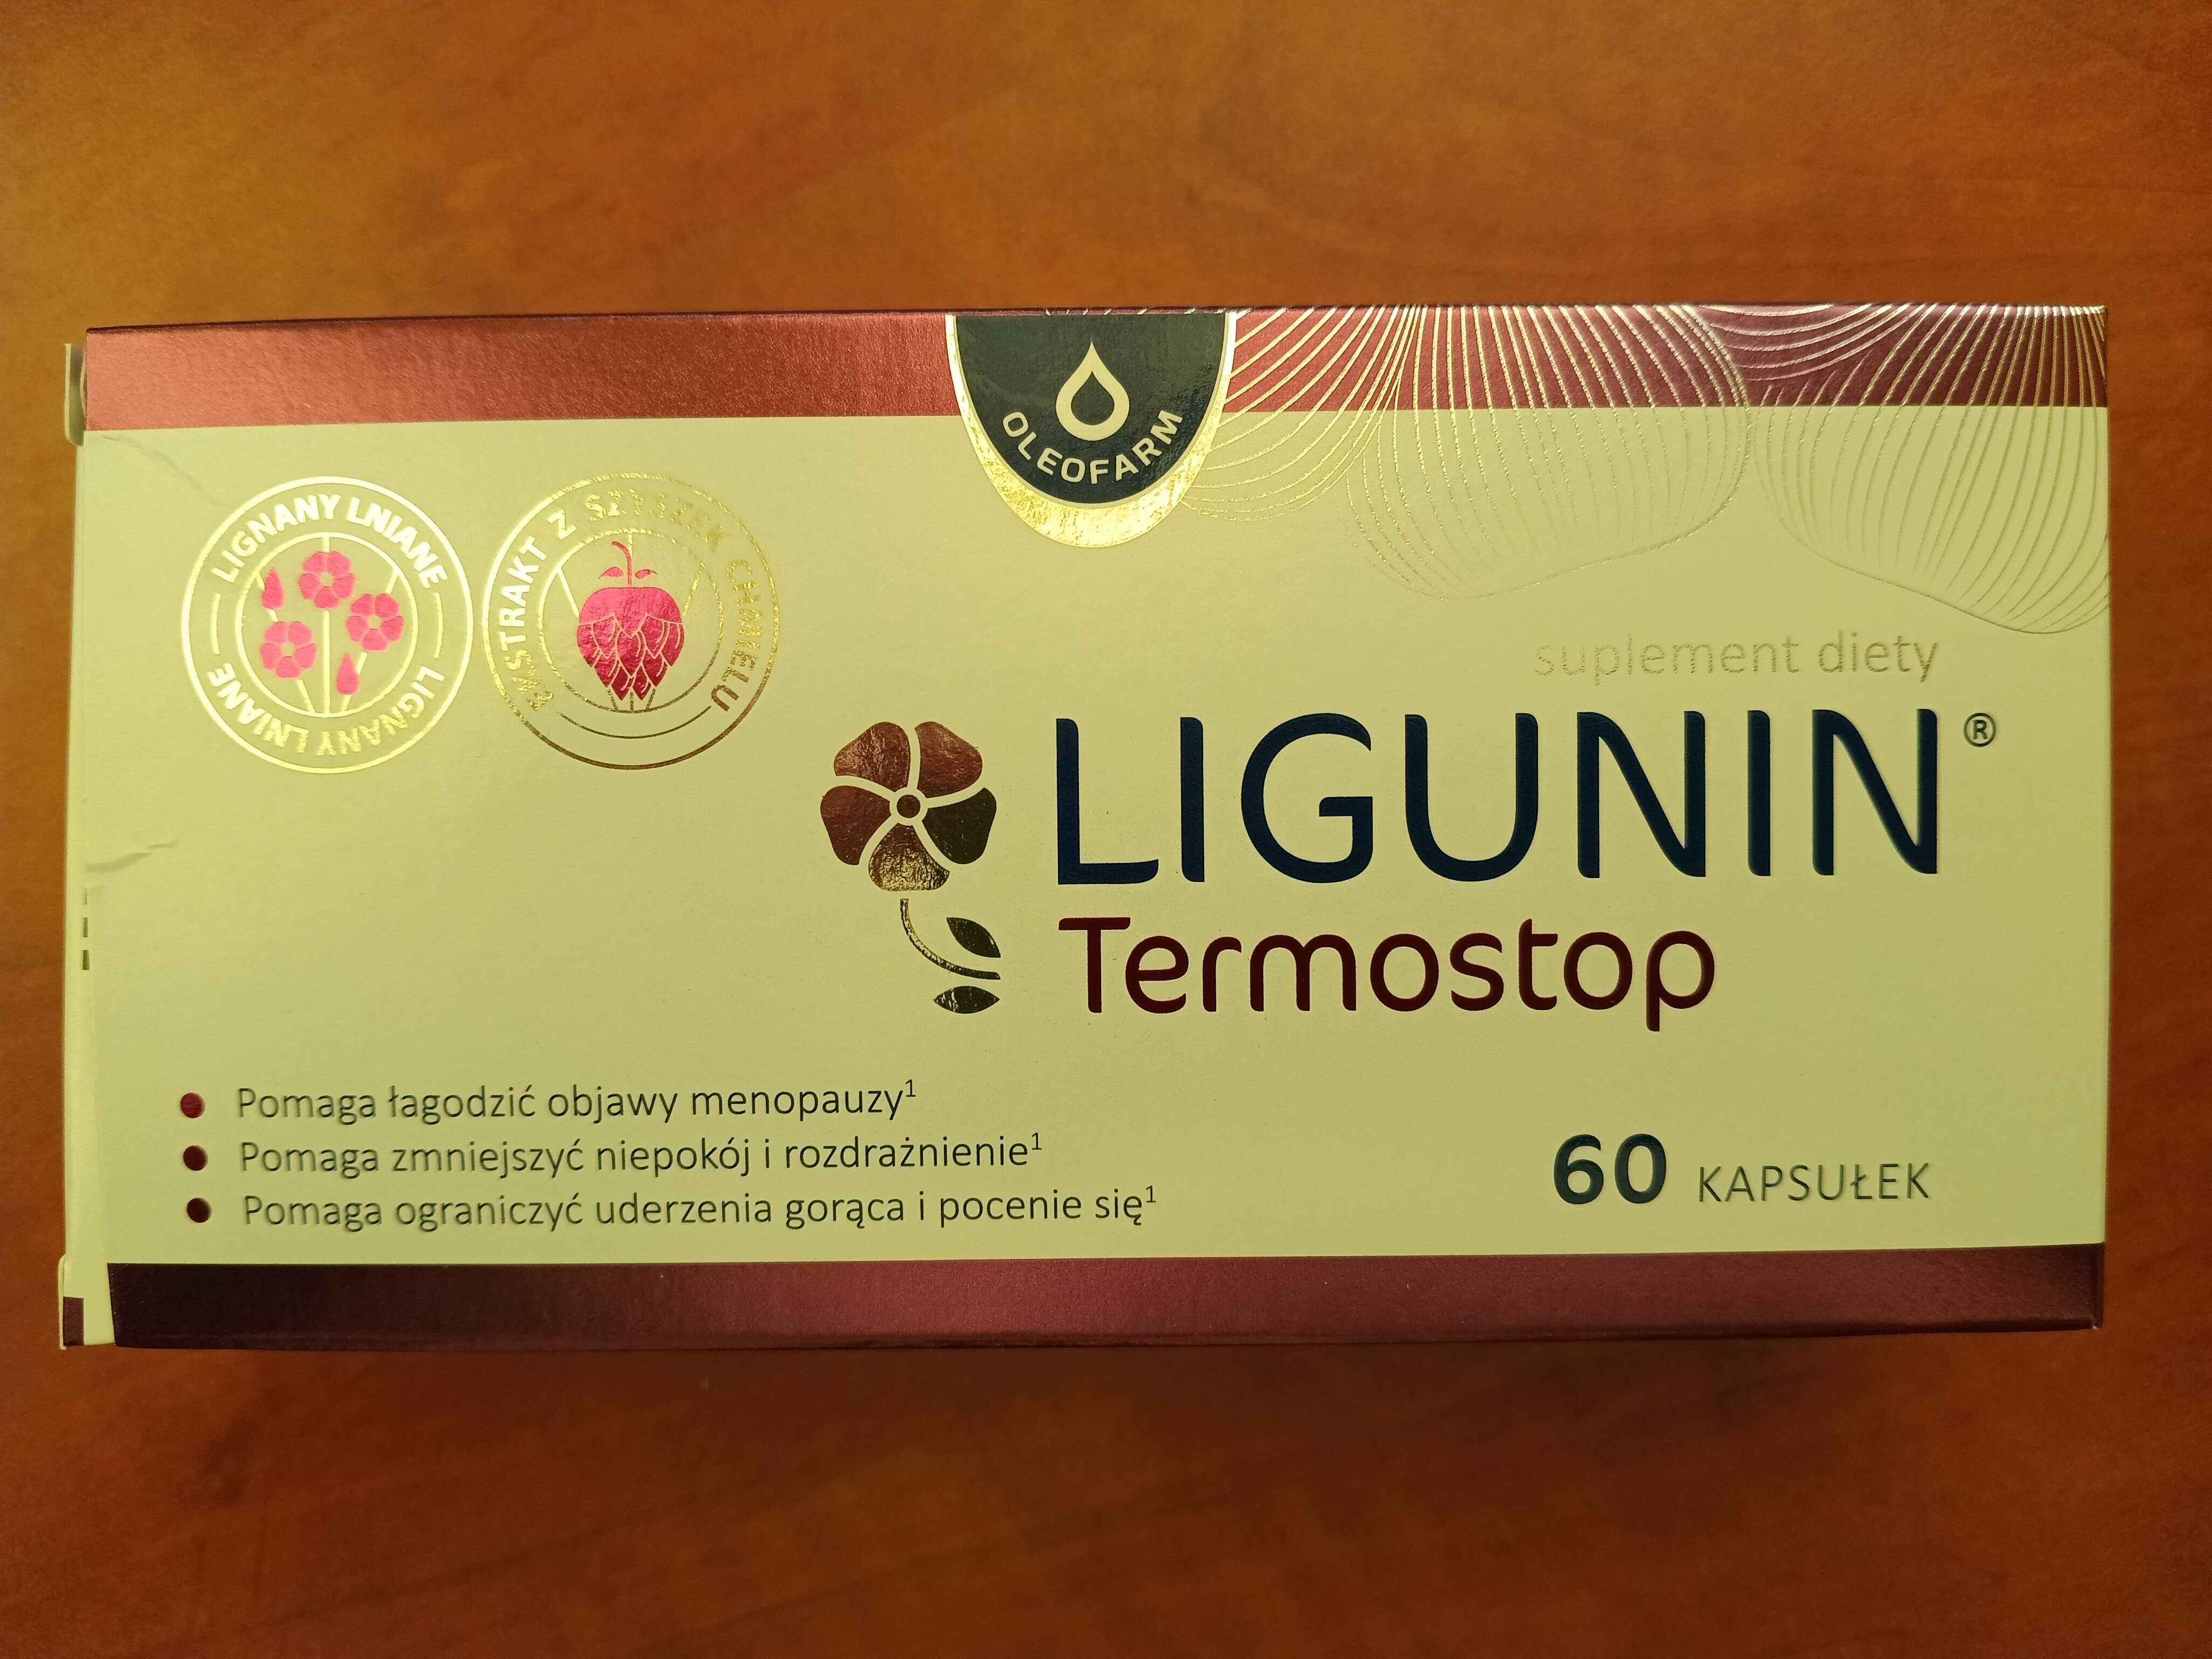 OLEOFARM
LIGNANY LNIANE
LIGNANY LNIANE
EKSTRAKT Z SZYSZEK CHMIELU
suplement diety
LIGUNIN®
Termostop
Pomaga łagodzić objawy menopauzy¹
Pomaga zmniejszyć niepokój i rozdrażnienie¹
Pomaga ograniczyć uderzenia gorąca i pocenie się¹
60 KAPSUŁEK